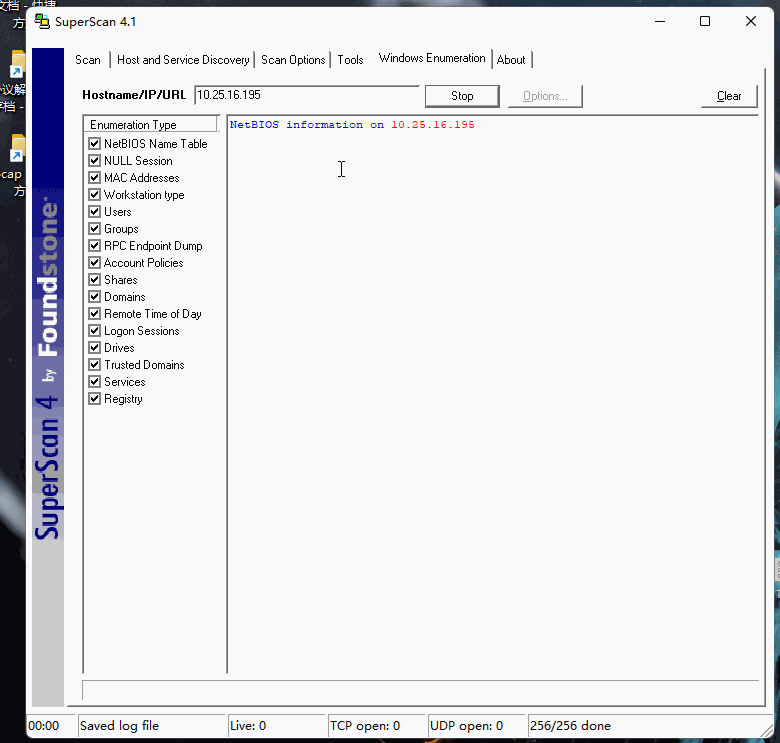 文档 - 快捷
方
SuperScan 4.1
Scan
Host and Service Discovery
Scan Options
Tools
Windows Enumeration
About
Hostname/IP/URL
10.25.16.195
Stop
Options...
Clear
Enumeration Type
NetBIOS information on 10.25.16.195
NetBIOS Name Table
NULL Session
MAC Addresses
Workstation type
Users
Groups
RPC Endpoint Dump
Account Policies
Shares
Domains
Remote Time of Day
Logon Sessions
Drives
Trusted Domains
Services
Registry
SuperScan 4 by Foundstone
议解
档 -
cap
方
00:00
Saved log file
Live: 0
TCP open: 0
UDP open: 0
256/256 done